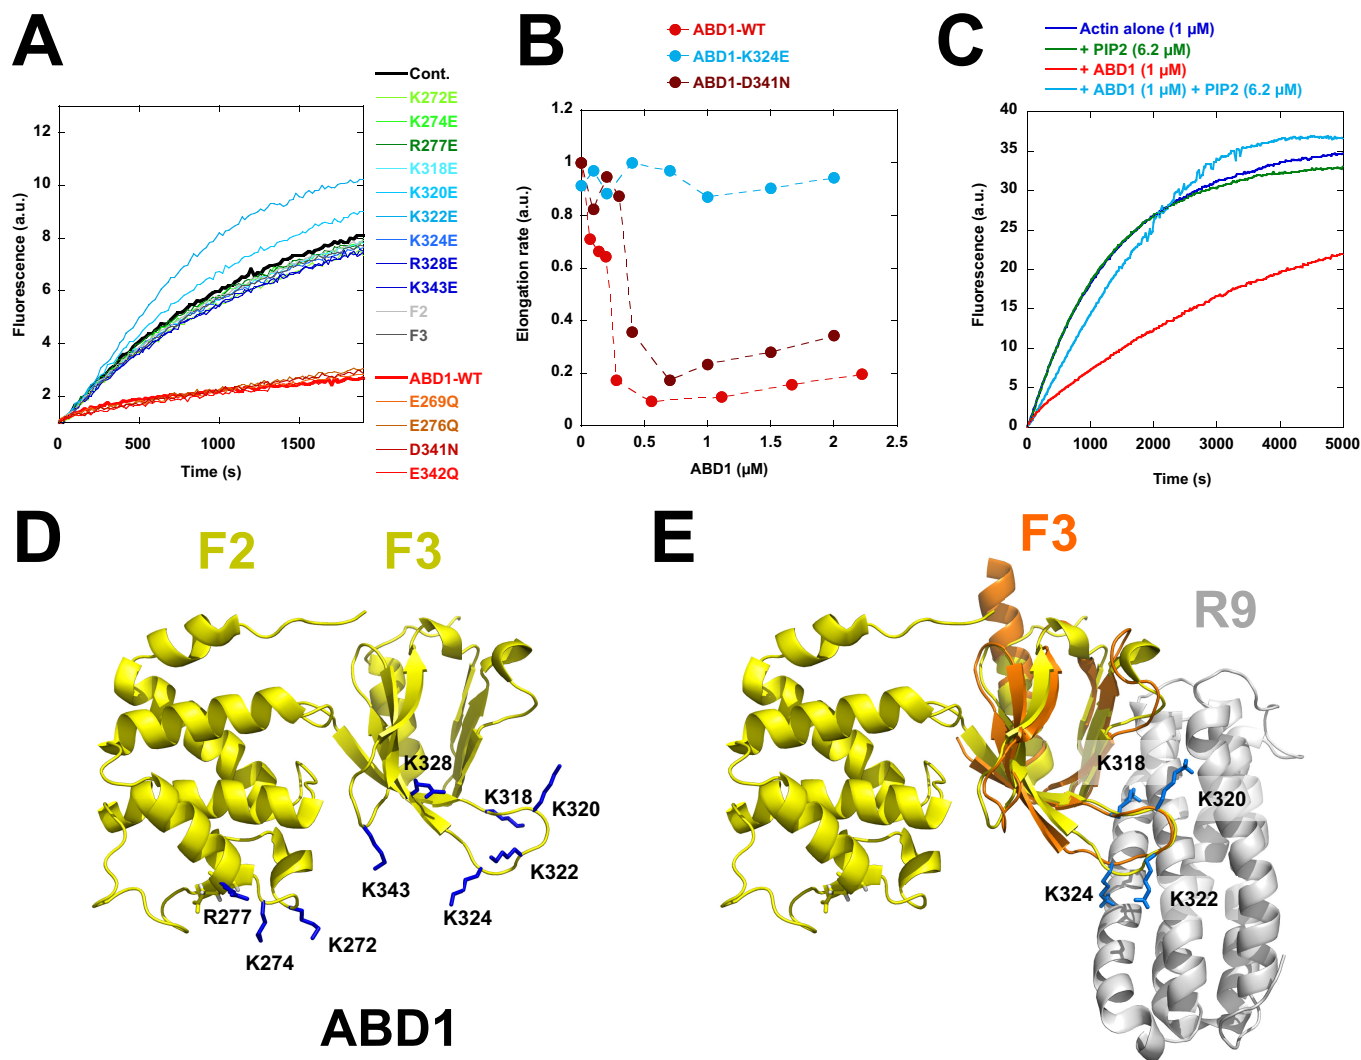 A
Cont.
K272E
K274E
R277E
K318E
K320E
K322E
K324E
R328E
K343E
F2
F3
ABD1-WT
E269Q
E276Q
D341N
E342Q
Fluorescence (a.u.)
12
10
8
6
4
2
0
500
1000
1500
Time (s)
B
ABD1-WT
ABD1-K324E
ABD1-D341N
Elongation rate (a.u.)
1.2
1
0.8
0.6
0.4
0.2
0
0
0.5
1
1.5
2
2.5
ABD1 (µM)
C
Actin alone (1 µM)
+ PIP2 (6.2 µM)
+ ABD1 (1 µM)
+ ABD1 (1 µM) + PIP2 (6.2 µM)
Fluorescence (a.u.)
40
35
30
25
20
15
10
5
0
0
1000
2000
3000
4000
5000
Time (s)
D
F2
F3
K328
K318
K320
K322
K343
K324
R277
K272
K274
ABD1
E
F3
R9
K318
K320
K324
K322